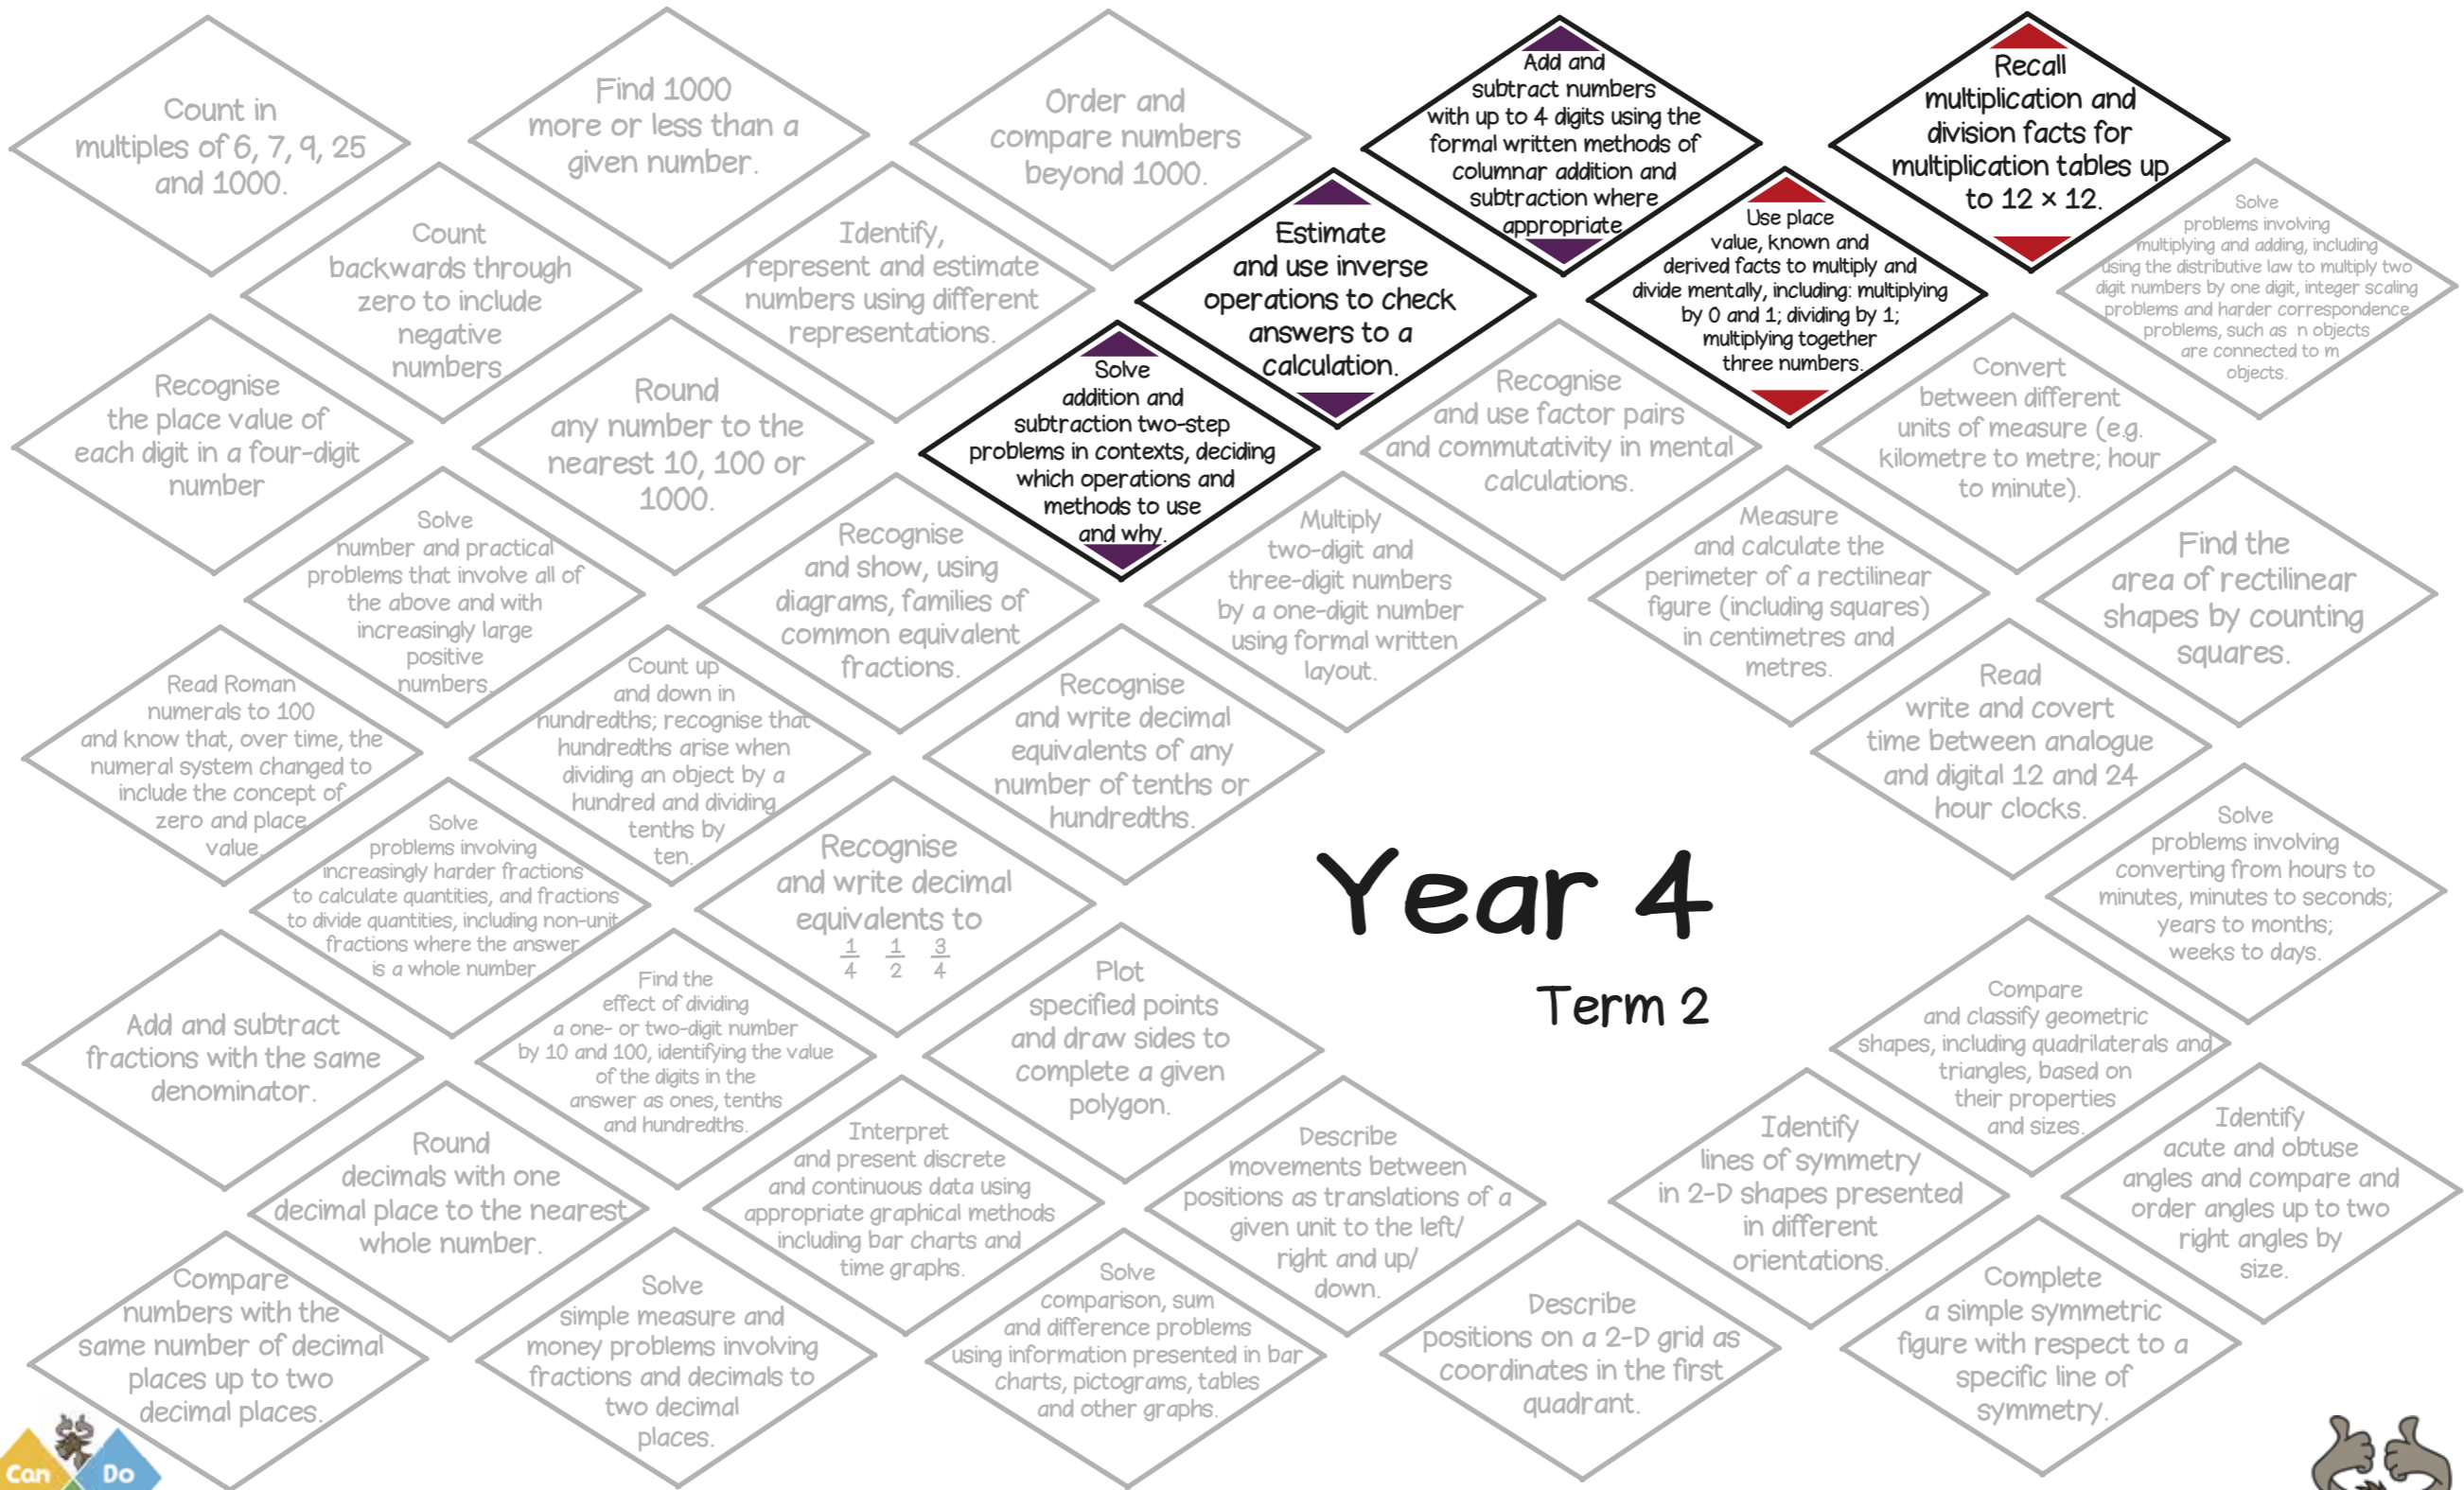 Count in
multiples of 6, 7, 9, 25
and 1000.
Find 1000
more or less than a
given number.
Order and
compare numbers
beyond 1000.
Add and
subtract numbers
with up to 4 digits using the
formal written methods of
columnar addition and
subtraction where
appropriate
Recall
multiplication and
division facts for
multiplication tables up
to 12 × 12.
Count
backwards through
zero to include
negative
numbers
Identify,
represent and estimate
numbers using different
representations.
Estimate
and use inverse
operations to check
answers to a
calculation.
Use place
value, known and
derived facts to multiply and
divide mentally, including: multiplying
by 0 and 1; dividing by 1;
multiplying together
three numbers.
Solve
problems involving
multiplying and adding, including
using the distributive law to multiply two
digit numbers by one digit, integer scaling
problems and harder correspondence
problems, such as n objects
are connected to m
objects.
Recognise
the place value of
each digit in a four-digit
number
Round
any number to the
nearest 10, 100 or
1000.
Solve
addition and
subtraction two-step
problems in contexts, deciding
which operations and
methods to use
and why.
Recognise
and use factor pairs
and commutativity in mental
calculations.
Convert
between different
units of measure (e.g.
kilometre to metre; hour
to minute).
Solve
number and practical
problems that involve all of
the above and with
increasingly large
positive
numbers.
Recognise
and show, using
diagrams, families of
common equivalent
fractions.
Multiply
two-digit and
three-digit numbers
by a one-digit number
using formal written
layout.
Measure
and calculate the
perimeter of a rectilinear
figure (including squares)
in centimetres and
metres.
Find the
area of rectilinear
shapes by counting
squares.
Read Roman
numerals to 100
and know that, over time, the
numeral system changed to
include the concept of
zero and place
value.
Count up
and down in
hundredths; recognise that
hundredths arise when
dividing an object by a
hundred and dividing
tenths by
ten.
Recognise
and write decimal
equivalents of any
number of tenths or
hundredths.
Read
write and covert
time between analogue
and digital 12 and 24
hour clocks.
Solve
problems involving
increasingly harder fractions
to calculate quantities, and fractions
to divide quantities, including non-unit
fractions where the answer
is a whole number.
Recognise
and write decimal
equivalents to
1/4 1/2 3/4
Year 4
Term 2
Solve
problems involving
converting from hours to
minutes, minutes to seconds;
years to months;
weeks to days.
Add and subtract
fractions with the same
denominator.
Find the
effect of dividing
a one- or two-digit number
by 10 and 100, identifying the value
of the digits in the
answer as ones, tenths
and hundredths.
Plot
specified points
and draw sides to
complete a given
polygon.
Compare
and classify geometric
shapes, including quadrilaterals and
triangles, based on
their properties
and sizes.
Round
decimals with one
decimal place to the nearest
whole number.
Interpret
and present discrete
and continuous data using
appropriate graphical methods
including bar charts and
time graphs.
Describe
movements between
positions as translations of a
given unit to the left/
right and up/
down.
Identify
lines of symmetry
in 2-D shapes presented
in different
orientations.
Identify
acute and obtuse
angles and compare and
order angles up to two
right angles by
size.
Compare
numbers with the
same number of decimal
places up to two
decimal places.
Solve
simple measure and
money problems involving
fractions and decimals to
two decimal
places.
Solve
comparison, sum
and difference problems
using information presented in bar
charts, pictograms, tables
and other graphs.
Describe
positions on a 2-D grid as
coordinates in the first
quadrant.
Complete
a simple symmetric
figure with respect to a
specific line of
symmetry.
Can Do